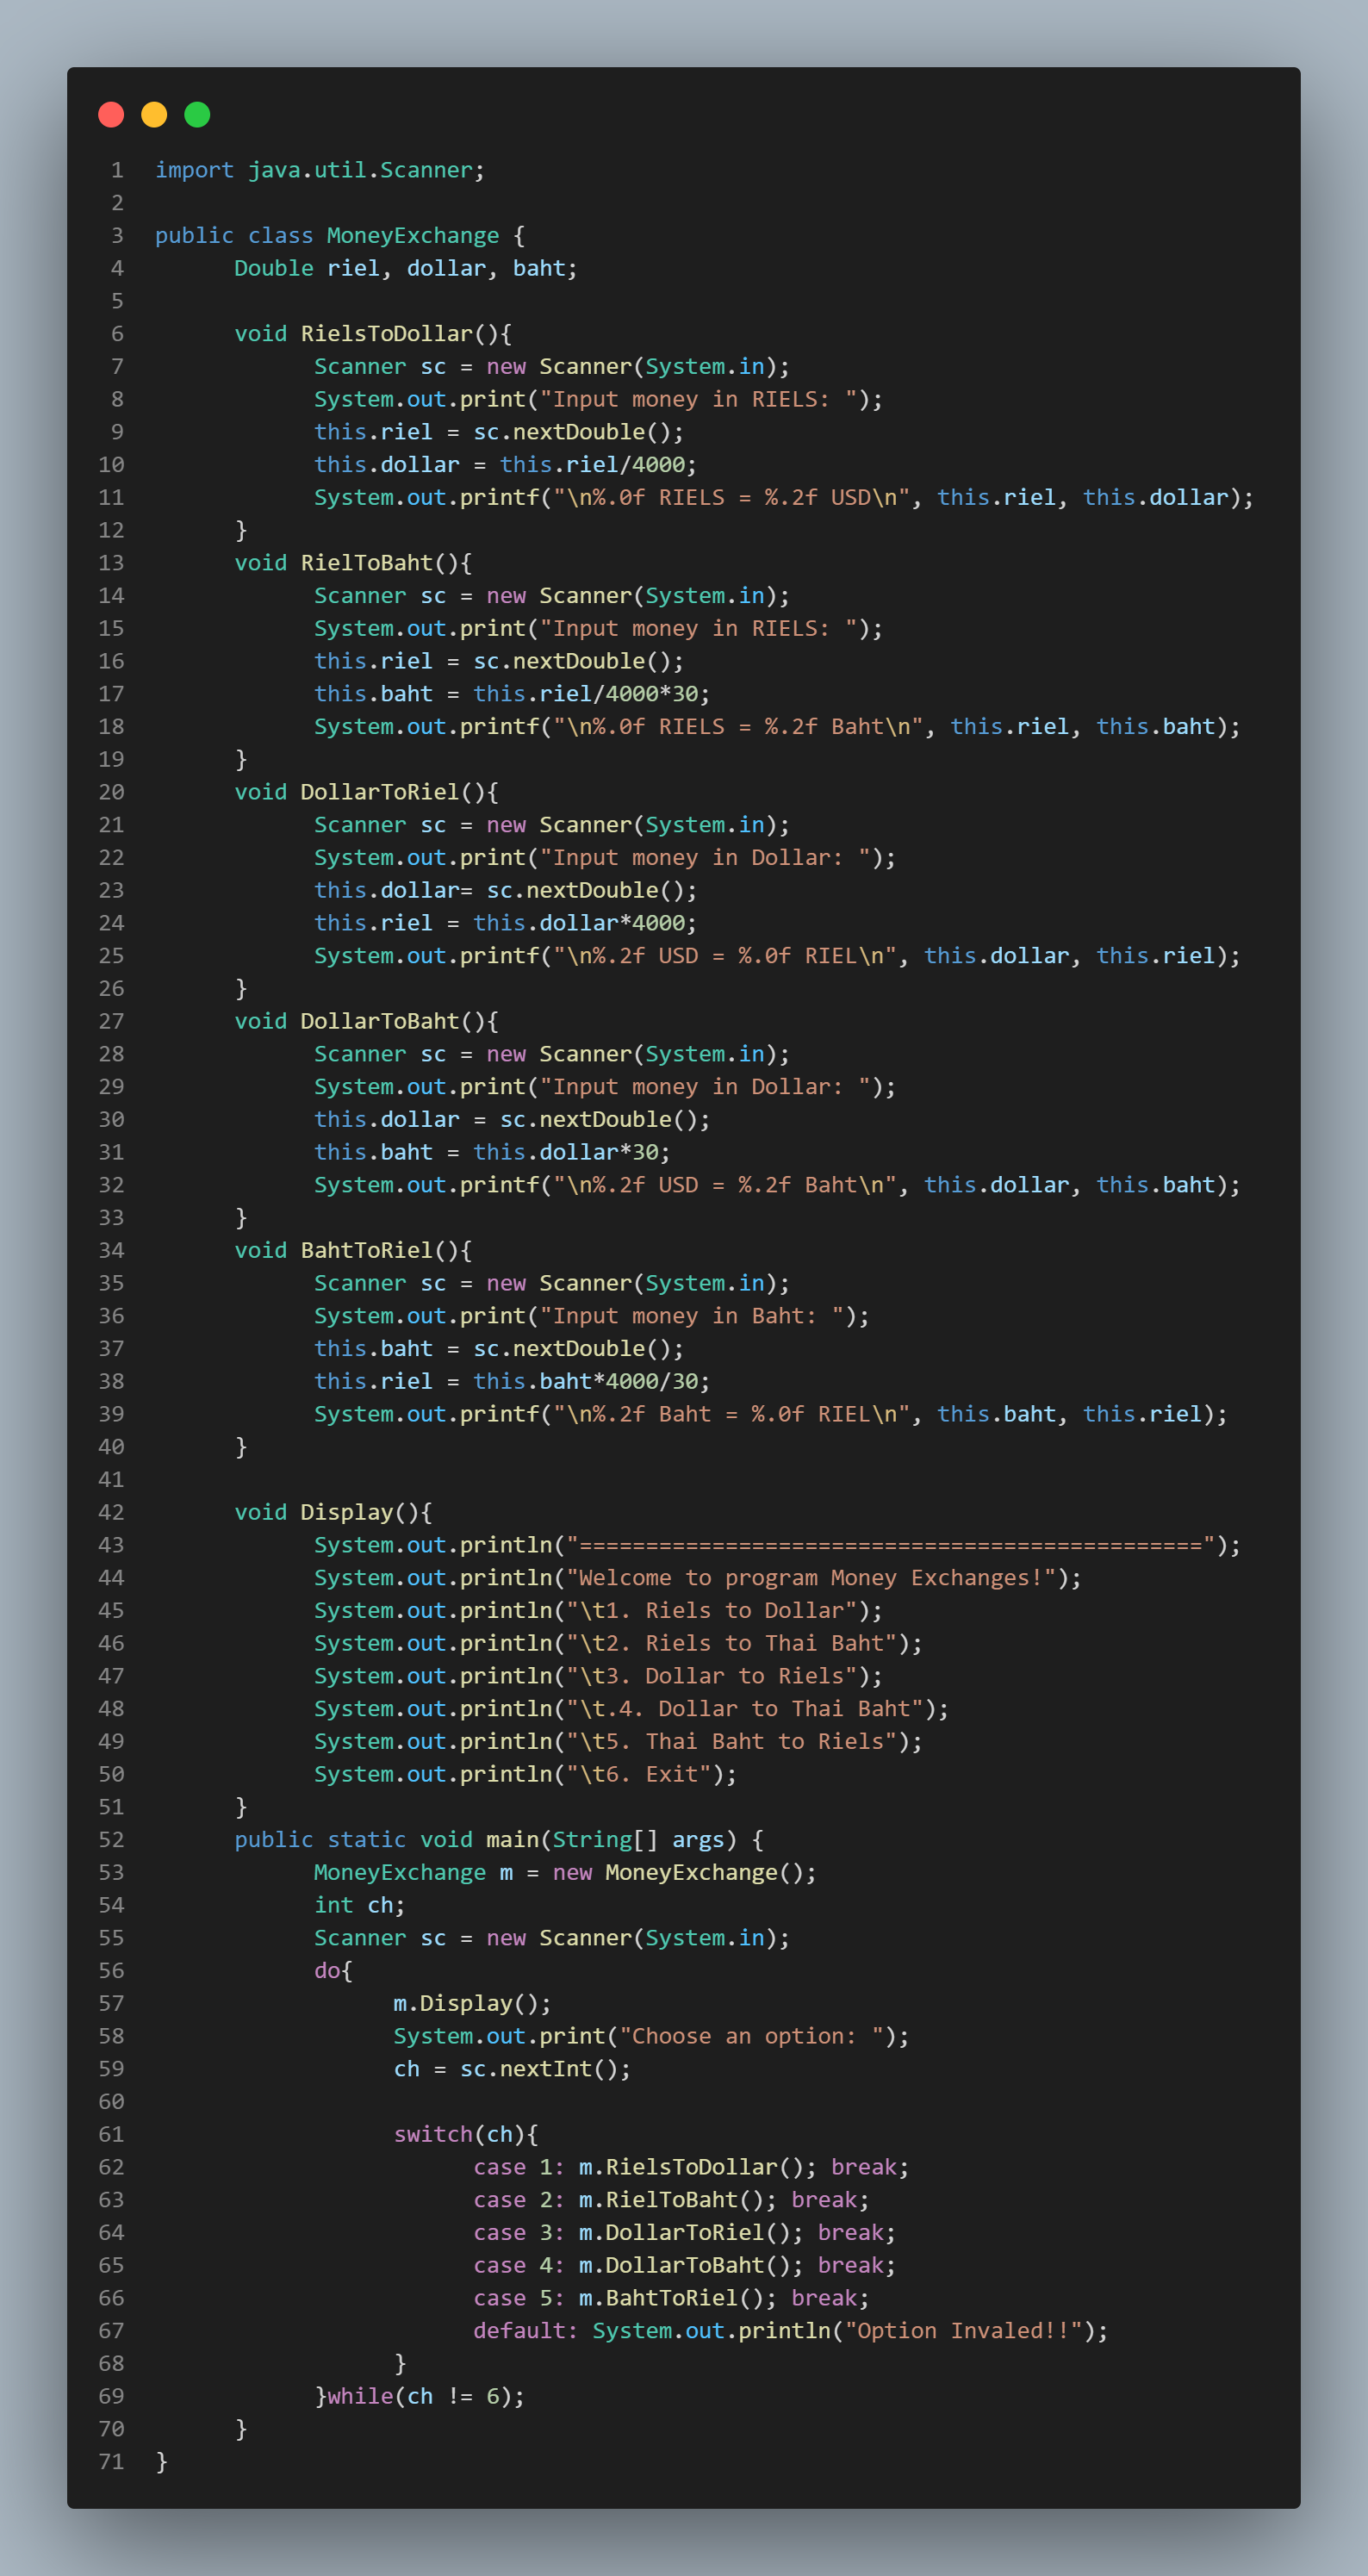 1 import java.util.Scanner;
2
3 public class MoneyExchange {
4 Double riel, dollar, baht;
5
6 void RielsToDollar(){
7 Scanner sc = new Scanner(System.in);
8 System.out.print("Input money in RIELS: ");
9 this.riel = sc.nextDouble();
10 this.dollar = this.riel/4000;
11 System.out.printf("\n%.0f RIELS = %.2f USD\n", this.riel, this.dollar);
12 }
13 void RielToBaht(){
14 Scanner sc = new Scanner(System.in);
15 System.out.print("Input money in RIELS: ");
16 this.riel = sc.nextDouble();
17 this.baht = this.riel/4000*30;
18 System.out.printf("\n%.0f RIELS = %.2f Baht\n", this.riel, this.baht);
19 }
20 void DollarToRiel(){
21 Scanner sc = new Scanner(System.in);
22 System.out.print("Input money in Dollar: ");
23 this.dollar= sc.nextDouble();
24 this.riel = this.dollar*4000;
25 System.out.printf("\n%.2f USD = %.0f RIEL\n", this.dollar, this.riel);
26 }
27 void DollarToBaht(){
28 Scanner sc = new Scanner(System.in);
29 System.out.print("Input money in Dollar: ");
30 this.dollar = sc.nextDouble();
31 this.baht = this.dollar*30;
32 System.out.printf("\n%.2f USD = %.2f Baht\n", this.dollar, this.baht);
33 }
34 void BahtToRiel(){
35 Scanner sc = new Scanner(System.in);
36 System.out.print("Input money in Baht: ");
37 this.baht = sc.nextDouble();
38 this.riel = this.baht*4000/30;
39 System.out.printf("\n%.2f Baht = %.0f RIEL\n", this.baht, this.riel);
40 }
41
42 void Display(){
43 System.out.println("===============================================");
44 System.out.println("Welcome to program Money Exchanges!");
45 System.out.println("\t1. Riels to Dollar");
46 System.out.println("\t2. Riels to Thai Baht");
47 System.out.println("\t3. Dollar to Riels");
48 System.out.println("\t.4. Dollar to Thai Baht");
49 System.out.println("\t5. Thai Baht to Riels");
50 System.out.println("\t6. Exit");
51 }
52 public static void main(String[] args) {
53 MoneyExchange m = new MoneyExchange();
54 int ch;
55 Scanner sc = new Scanner(System.in);
56 do{
57 m.Display();
58 System.out.print("Choose an option: ");
59 ch = sc.nextInt();
60
61 switch(ch){
62 case 1: m.RielsToDollar(); break;
63 case 2: m.RielToBaht(); break;
64 case 3: m.DollarToRiel(); break;
65 case 4: m.DollarToBaht(); break;
66 case 5: m.BahtToRiel(); break;
67 default: System.out.println("Option Invaled!!");
68 }
69 }while(ch != 6);
70 }
71 }